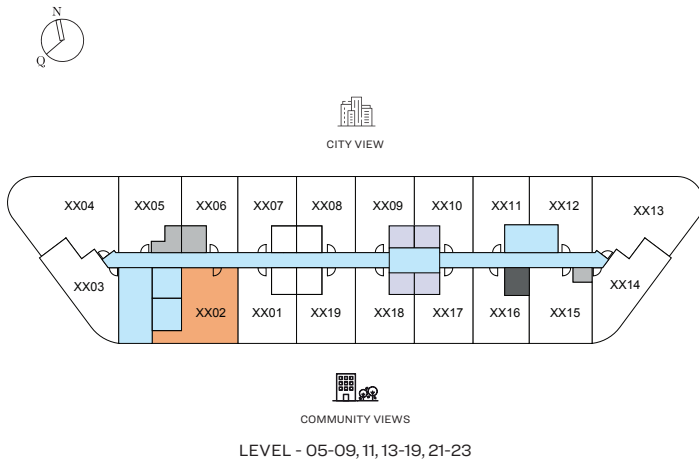 N
Q
CITY VIEW
XX04 XX05 XX06 XX07 XX08 XX09 XX10 XX11 XX12 XX13
XX03 XX14
XX02 XX01 XX19 XX18 XX17 XX16 XX15
COMMUNITY VIEWS
LEVEL - 05-09, 11, 13-19, 21-23